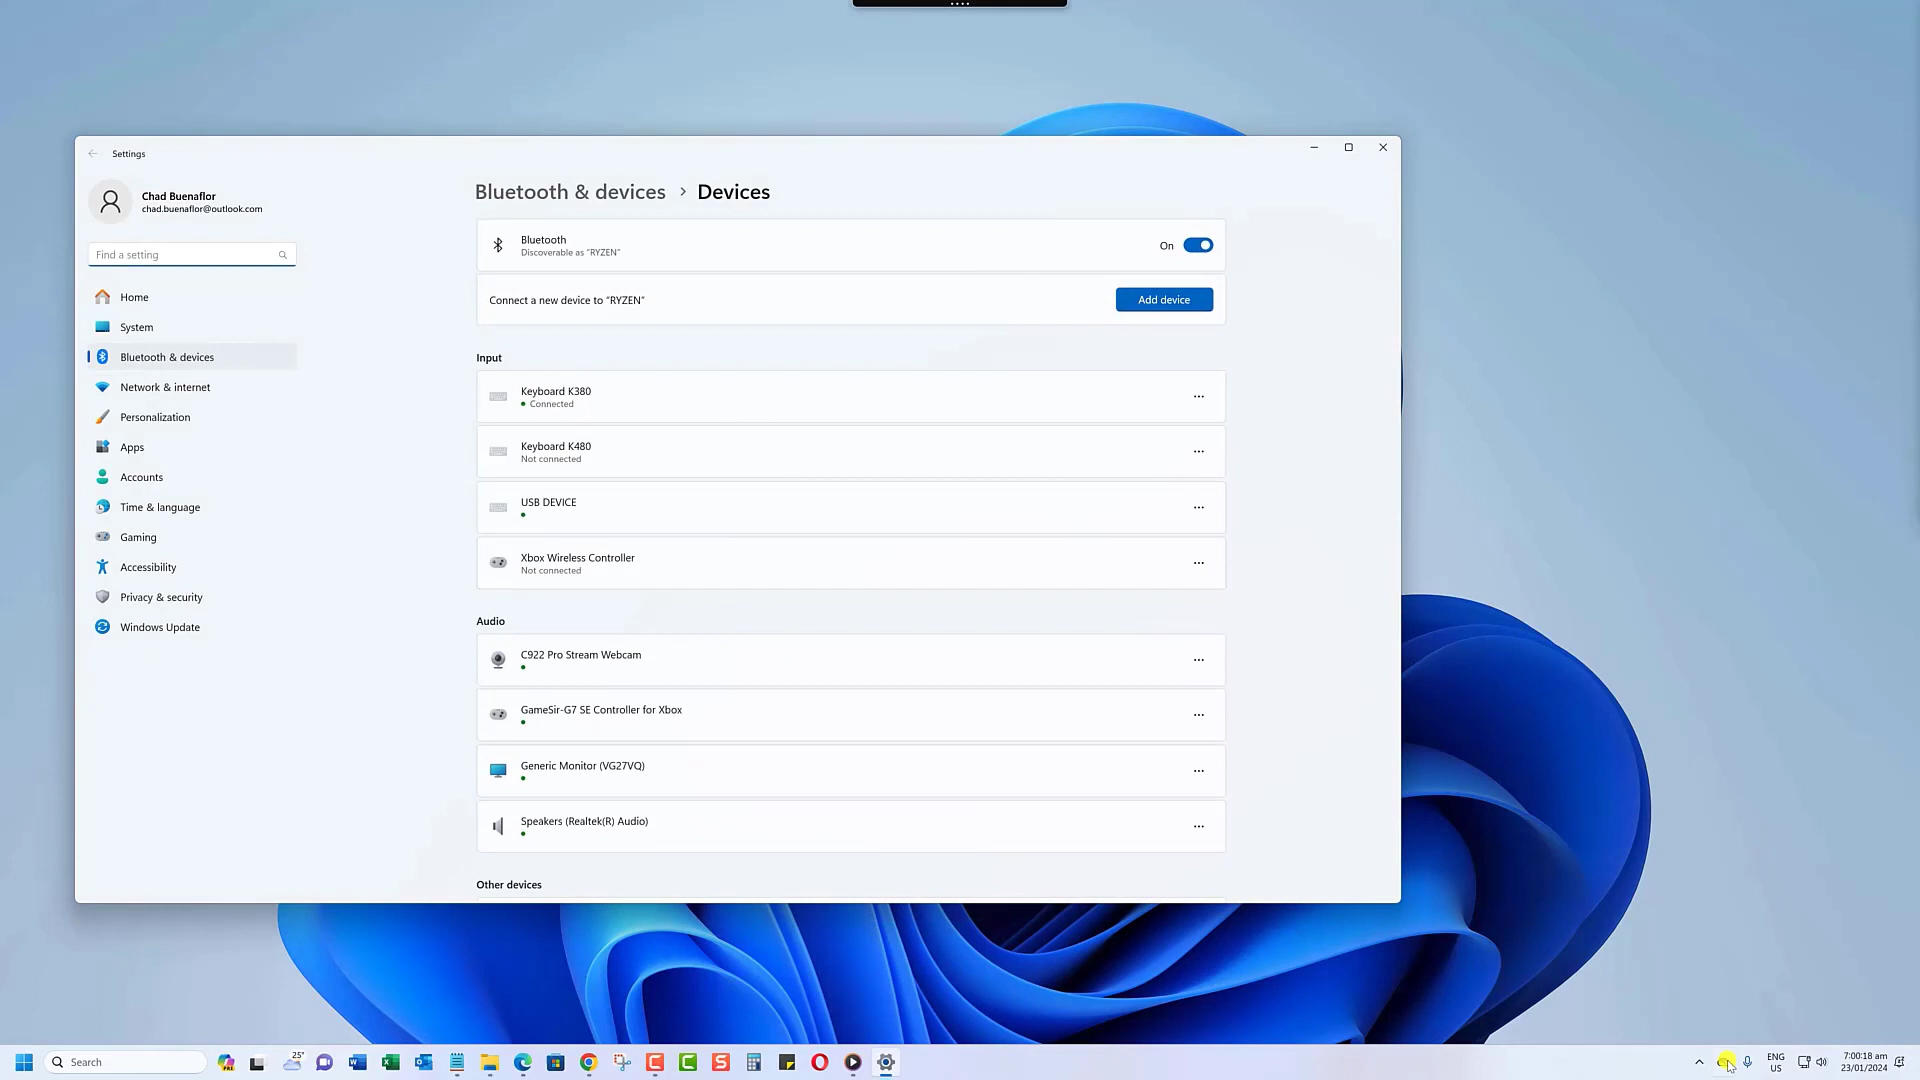 Settings
Chad Buenaflor
chad.buenaflor@outlook.com
Find a setting
Home
System
Bluetooth & devices
Network & internet
Personalization
Apps
Accounts
Time & language
Gaming
Accessibility
Privacy & security
Windows Update
Bluetooth & devices > Devices
Bluetooth
Discoverable as "RYZEN"
On
Connect a new device to "RYZEN"
Add device
Input
Keyboard K380
Connected
Keyboard K480
Not connected
USB DEVICE
Xbox Wireless Controller
Not connected
Audio
C922 Pro Stream Webcam
GameSir-G7 SE Controller for Xbox
Generic Monitor (VG27VQ)
Speakers (Realtek(R) Audio)
Other devices
Search
25°
ENG
US
7:00:18 am
23/01/2024